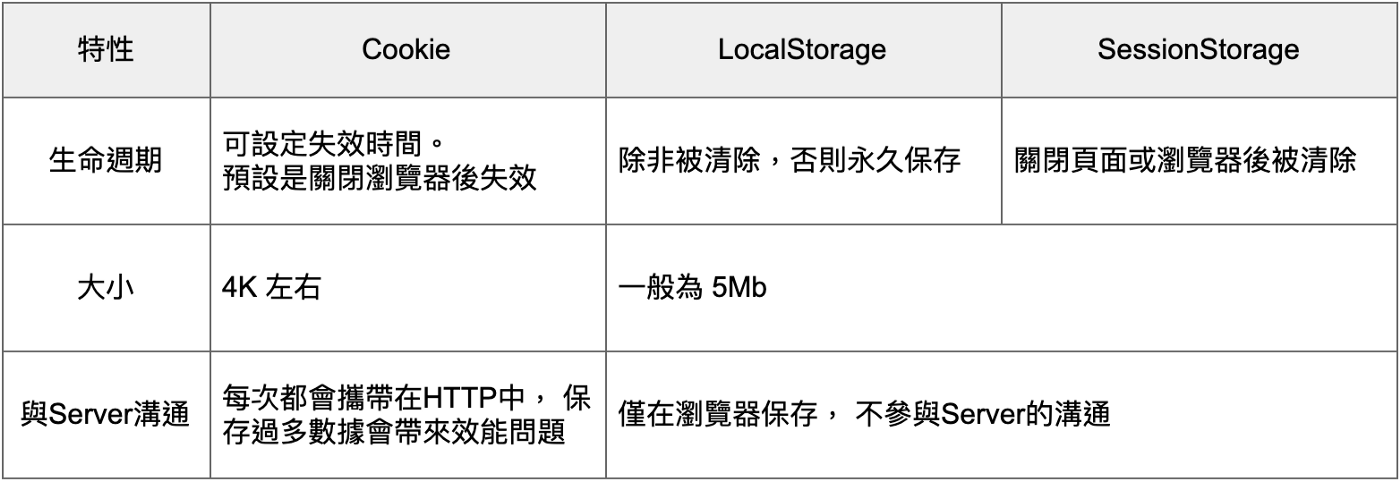 特性
Cookie
LocalStorage
SessionStorage
生命週期
可設定失效時間。
預設是關閉瀏覽器後失效
除非被清除，否則永久保存
關閉頁面或瀏覽器後被清除
大小
4K 左右
一般為 5Mb
與Server溝通
每次都會攜帶在HTTP中， 保
存過多數據會帶來效能問題
僅在瀏覽器保存， 不參與Server的溝通